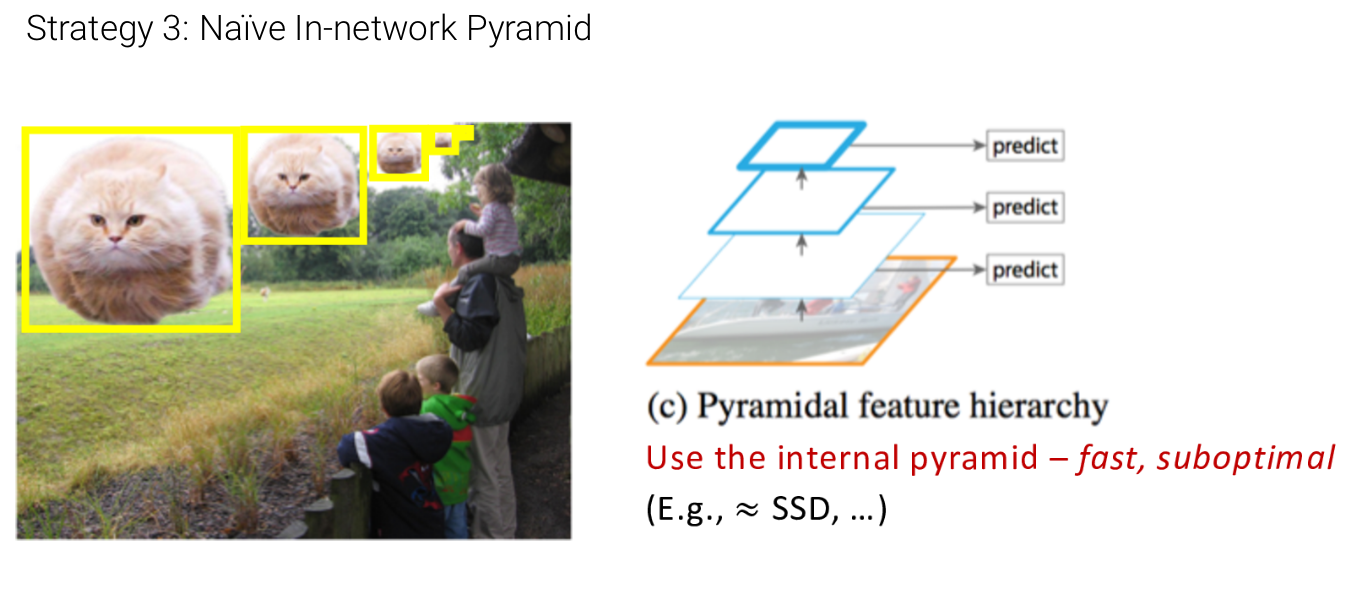 Strategy 3: Naïve In-network Pyramid
predict
predict
predict
(c) Pyramidal feature hierarchy
Use the internal pyramid – fast, suboptimal
(E.g., ≈ SSD, …)